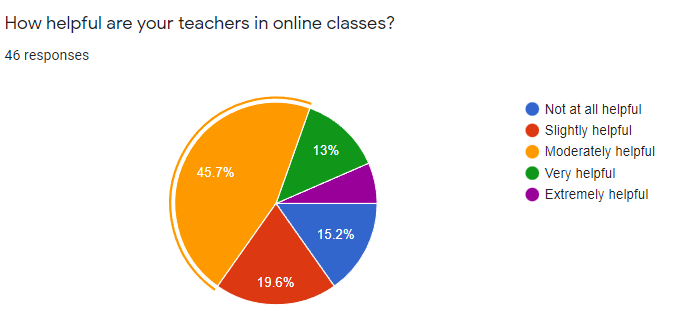 How helpful are your teachers in online classes?
46 responses
13%
45.7%
15.2%
19.6%
Not at all helpful
Slightly helpful
Moderately helpful
Very helpful
Extremely helpful